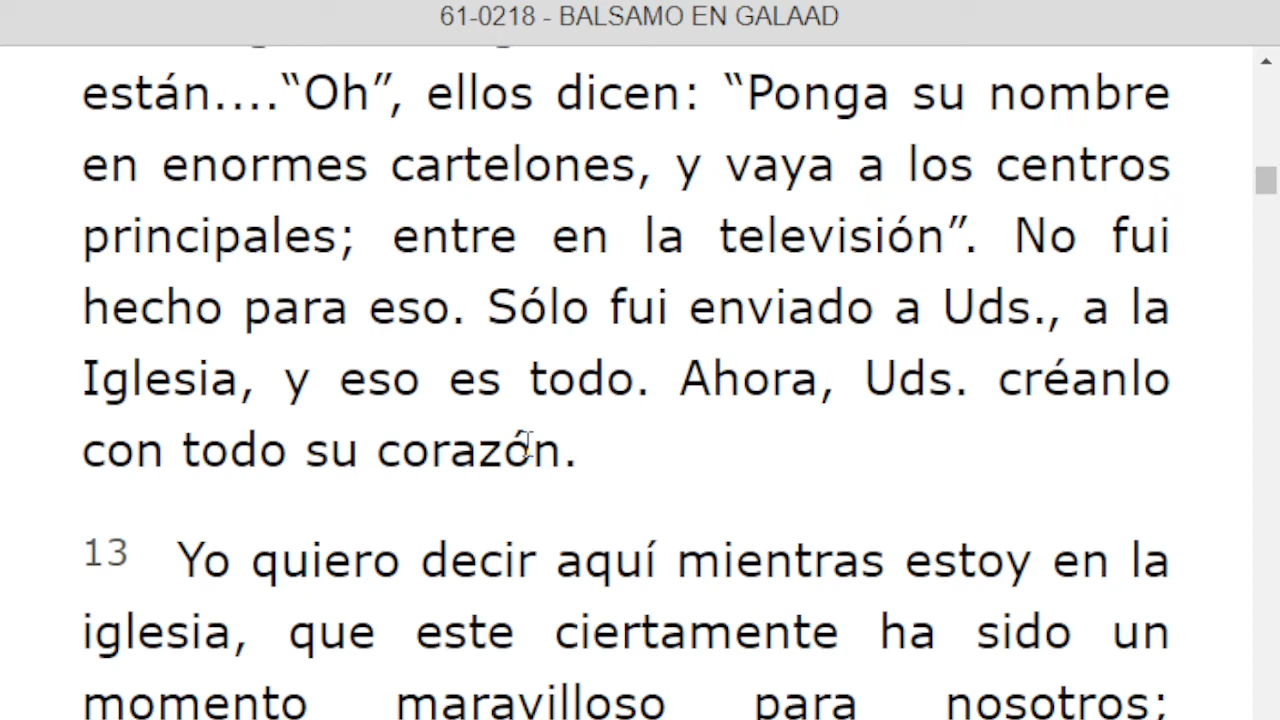 61-0218 - BALSAMO EN GALAAD
están....“Oh”, ellos dicen: “Ponga su nombre
en enormes cartelones, y vaya a los centros
principales; entre en la televisión”. No fui
hecho para eso. Sólo fui enviado a Uds., a la
Iglesia, y eso es todo. Ahora, Uds. créanlo
con todo su corazón.
13 Yo quiero decir aquí mientras estoy en la
iglesia, que este ciertamente ha sido un
momento maravilloso para nosotros;